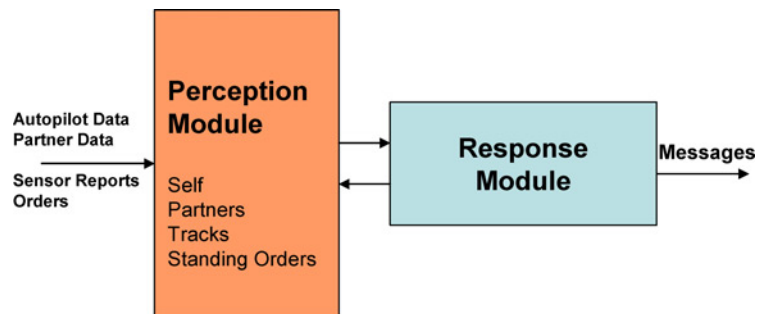 Autopilot Data
Partner Data
Sensor Reports
Orders
Perception
Module
Self
Partners
Tracks
Standing Orders
Response
Module
Messages